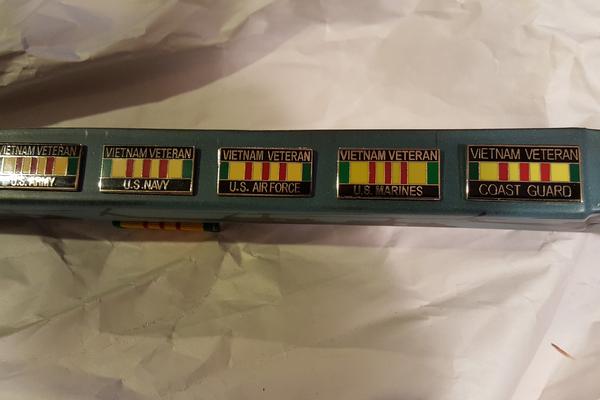 VIETNAM VETERAN
U.S. ARMY
VIETNAM VETERAN
U.S. NAVY
VIETNAM VETERAN
U.S. AIR FORCE
VIETNAM VETERAN
U.S. MARINES
VIETNAM VETERAN
COAST GUARD